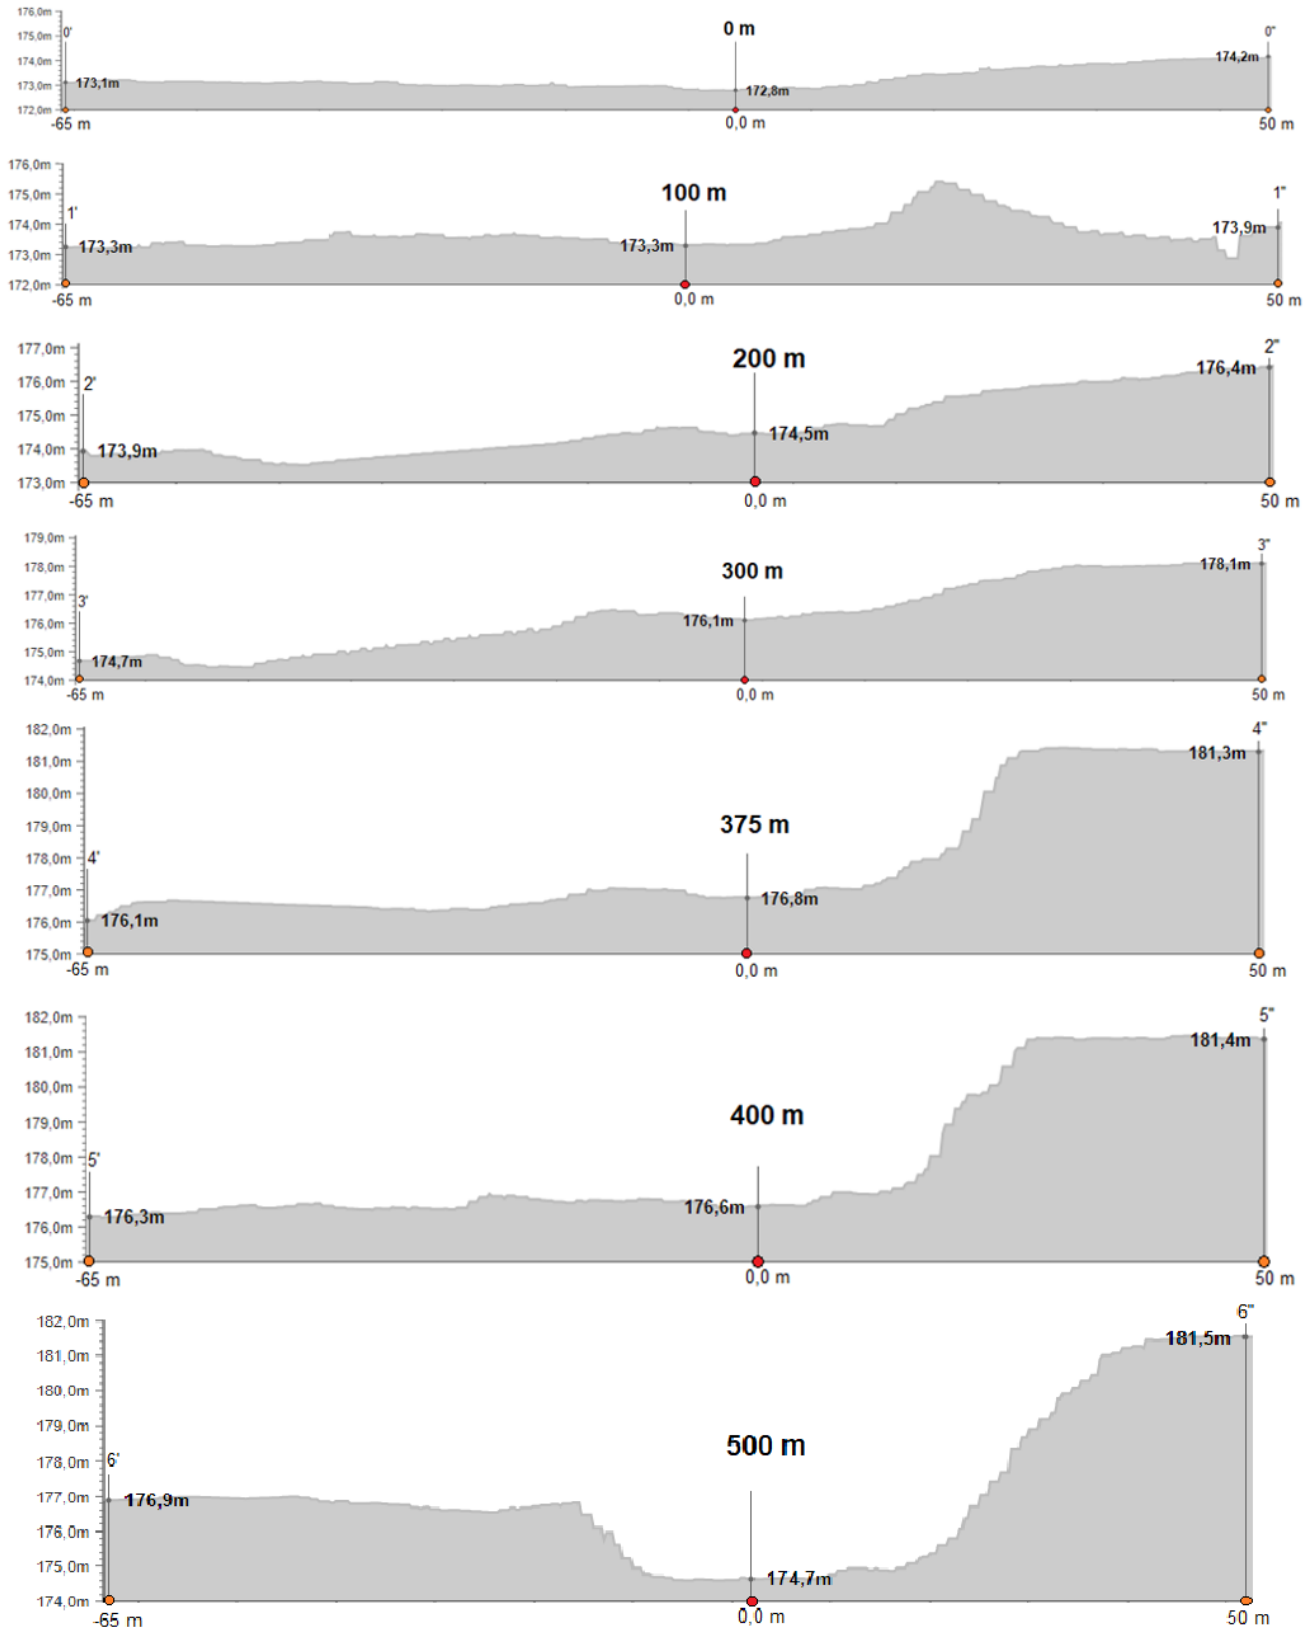 176,0m
0'
0 m
0"
175,0m
174,0m
174,2m
173,0m
173,1m
172,8m
172,0m
-65 m
0,0 m
50 m
176,0m
175,0m
100 m
1"
1'
174,0m
173,9m
173,3m
173,3m
173,0m
172,0m
-65 m
0,0 m
50 m
177,0m
2"
200 m
176,4m
176,0m
2'
175,0m
174,5m
174,0m
173,9m
173,0m
-65 m
0,0 m
50 m
179,0m
3"
178,0m
300 m
178,1m
177,0m
3'
176,0m
176,1m
175,0m
174,7m
174,0m
-65 m
0,0 m
50 m
182,0m
4"
181,0m
181,3m
180,0m
179,0m
375 m
178,0m
4'
177,0m
176,8m
176,0m
176,1m
175,0m
-65 m
0,0 m
50 m
182,0m
5"
181,0m
181,4m
180,0m
179,0m
400 m
178,0m
5'
177,0m
176,6m
176,3m
176,0m
175,0m
-65 m
0,0 m
50 m
182,0m
6"
181,5m
181,0m
180,0m
179,0m
500 m
178,0m
6'
177,0m
176,9m
176,0m
175,0m
174,7m
174,0m
-65 m
0,0 m
50 m